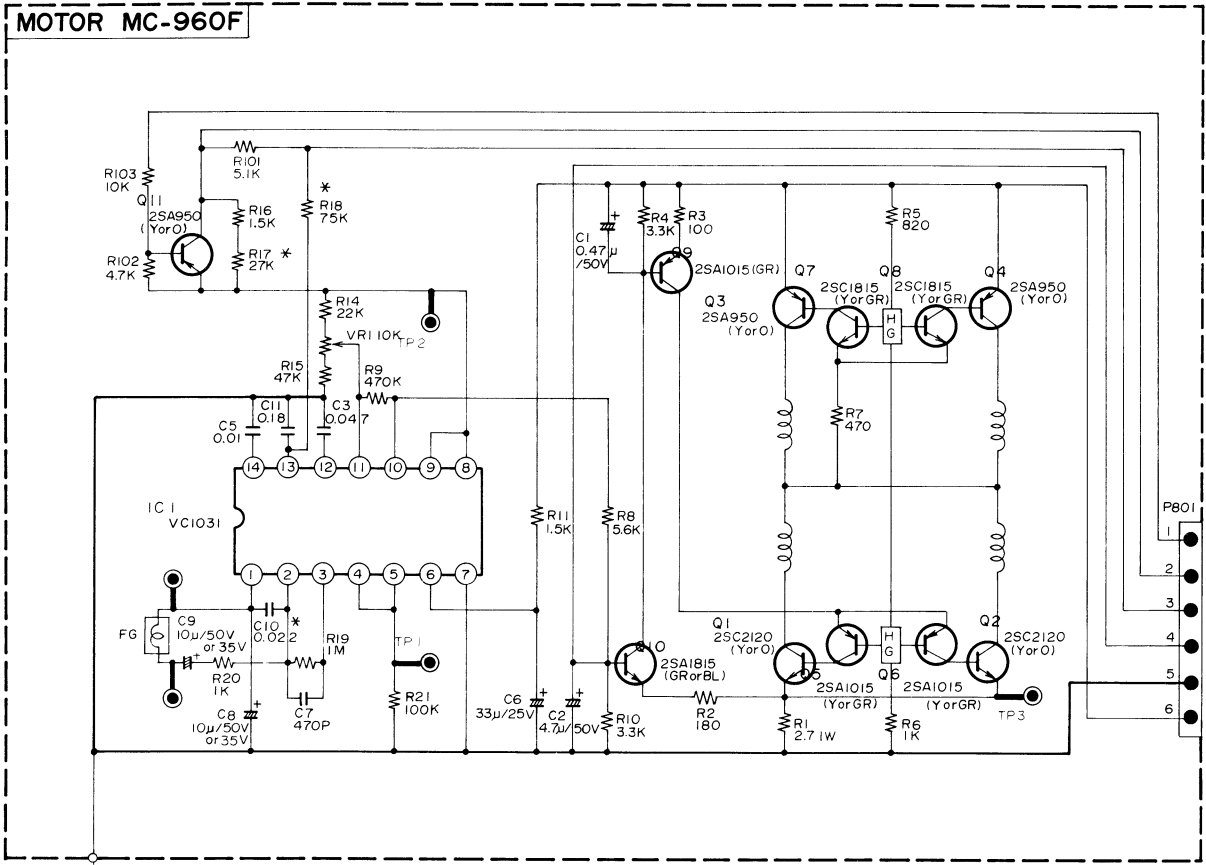 MOTOR MC-960F
R103
10K
Q11
2SA950
(YorO)
R102
4.7K
R101
5.1K
R16
1.5K
R17
27K
*
*
R18
75K
R14
22K
VR1 10K
TP2
R15
47K
R9
470K
C5
0.01
C11
0.18
C3
0.047
14
13
12
11
10
9
8
IC1
VC1031
1
2
3
4
5
6
7
FG
C9
10μ/50V
or 35V
C10
0.022
*
R19
1M
R20
1K
C7
470P
C8
10μ/50V
or 35V
TP1
R21
100K
C1
0.47μ
/50V
R4
3.3K
R3
100
Q9
2SA1015(GR)
R11
1.5K
R8
5.6K
C6
33μ/25V
C2
4.7μ/50V
Q10
2SA1815
(GRorBL)
R10
3.3K
R2
180
Q7
2SC1815
(YorGR)
Q3
2SA950
(YorO)
R5
820
Q8
2SC1815
(YorGR)
HG
Q4
2SA950
(YorO)
R7
470
Q1
2SC2120
(YorO)
Q5
2SA1015
(YorGR)
HG
Q6
2SA1015
(YorGR)
Q2
2SC2120
(YorO)
TP3
R1
2.7 1W
R6
1K
P801
1
2
3
4
5
6